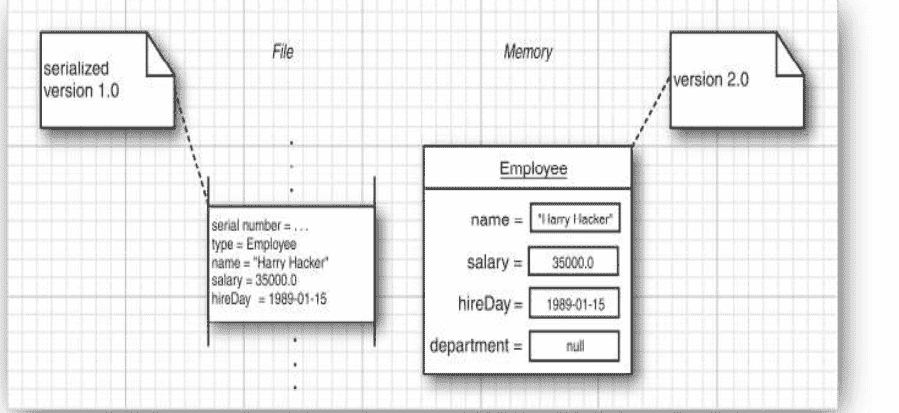 serialized
version 1.0
File
Memory
version 2.0
serial number = . . .
type = Employee
name = "Harry Hacker"
salary = 35000.0
hireDay = 1989-01-15
Employee
name = "Harry Hacker"
salary = 35000.0
hireDay = 1989-01-15
department = null